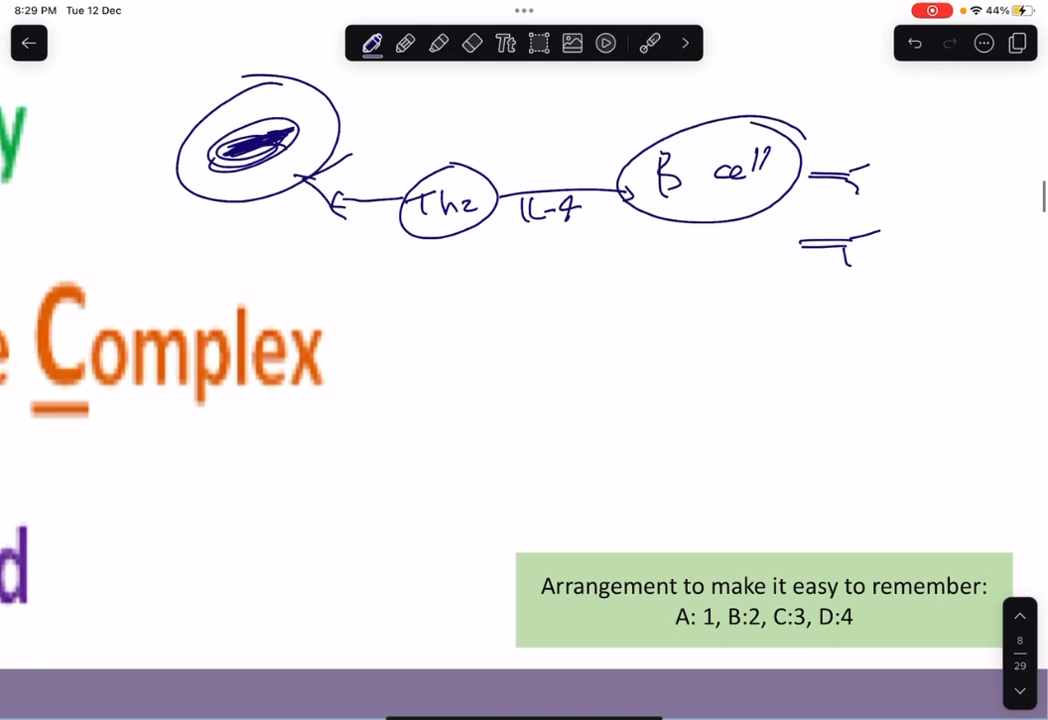 8:29 PM Tue 12 Dec
44%
Tt
y
Th2 IL-4 B cell
e Complex
d
Arrangement to make it easy to remember:
A: 1, B:2, C:3, D:4
8
29